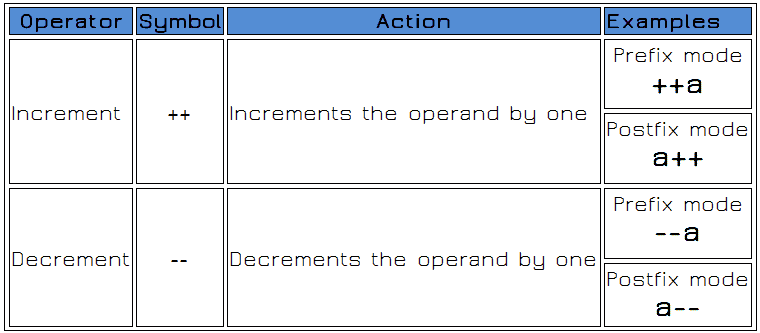 Operator Symbol Action Examples
Increment ++ Increments the operand by one
Prefix mode
++a
Postfix mode
a++
Decrement -- Decrements the operand by one
Prefix mode
--a
Postfix mode
a--